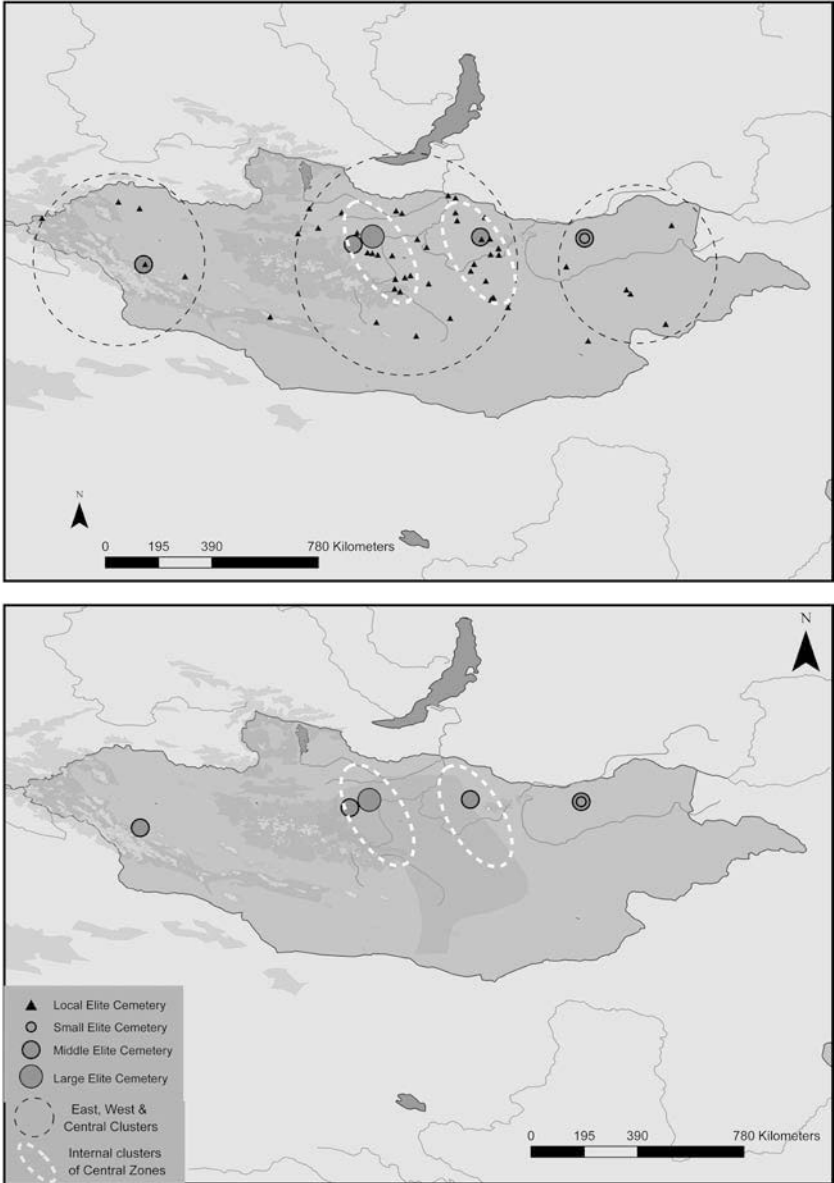 N
0 195 390 780 Kilometers
N
Local Elite Cemetery
Small Elite Cemetery
Middle Elite Cemetery
Large Elite Cemetery
East, West &
Central Clusters
Internal clusters
of Central Zones
0 195 390 780 Kilometers